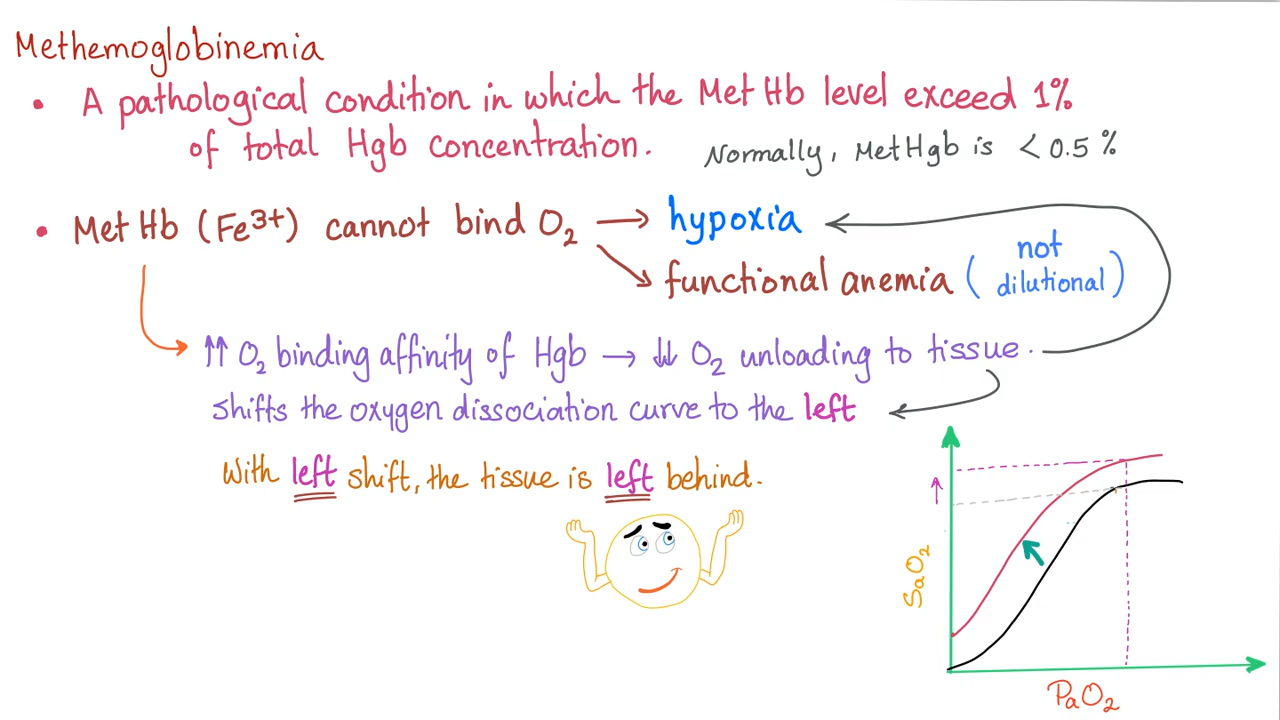 Methemoglobinemia
• A pathological condition in which the Met Hb level exceed 1%
of total Hgb concentration. Normally, MetHgb is < 0.5 %
• Met Hb (Fe3+) cannot bind O2 → hypoxia
functional anemia (not dilutional)
↑↑ O2 binding affinity of Hgb → ↓↓ O2 unloading to tissue.
shifts the oxygen dissociation curve to the left
With left shift, the tissue is left behind.
↑
SaO2
PaO2